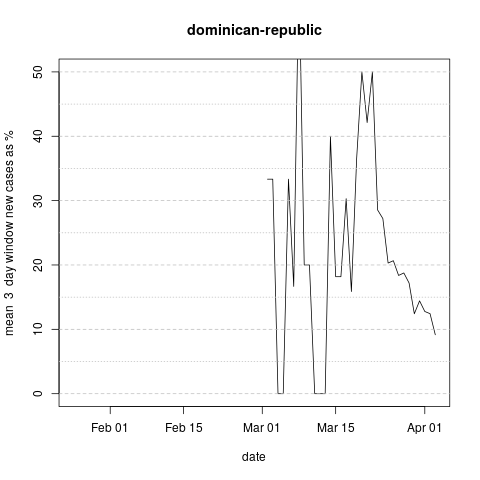 dominican-republic
mean 3 day window new cases as %
50
40
30
20
10
0
Feb 01 Feb 15 Mar 01 Mar 15 Apr 01
date